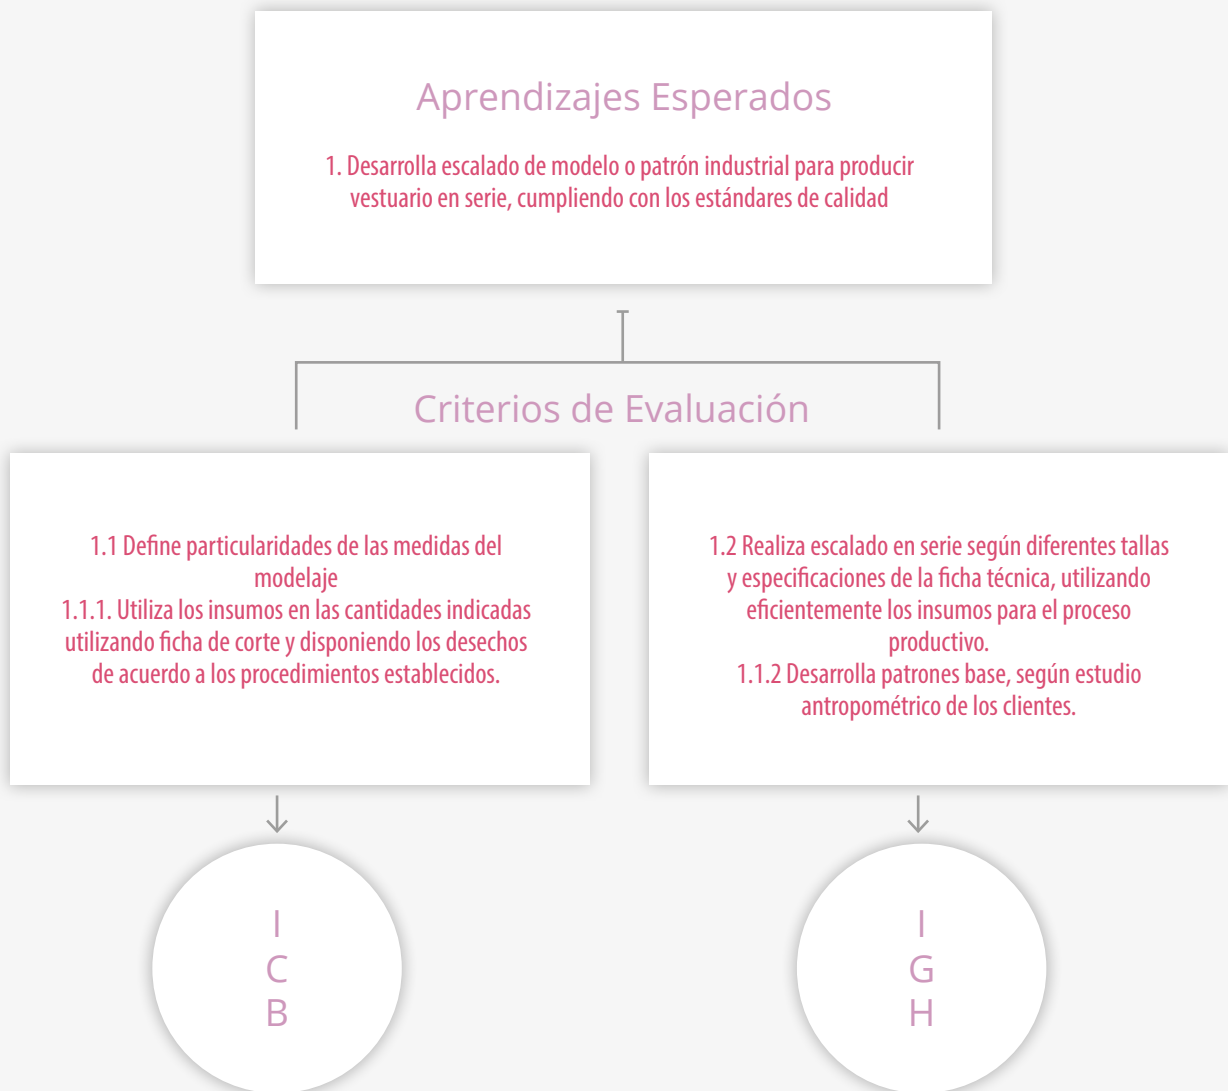 Aprendizajes Esperados
1. Desarrolla escalado de modelo o patrón industrial para producir
vestuario en serie, cumpliendo con los estándares de calidad
Criterios de Evaluación
1.1 Define particularidades de las medidas del
modelaje
1.1.1. Utiliza los insumos en las cantidades indicadas
utilizando ficha de corte y disponiendo los desechos
de acuerdo a los procedimientos establecidos.
1.2 Realiza escalado en serie según diferentes tallas
y especificaciones de la ficha técnica, utilizando
eficientemente los insumos para el proceso
productivo.
1.1.2 Desarrolla patrones base, según estudio
antropométrico de los clientes.
I
C
B
I
G
H